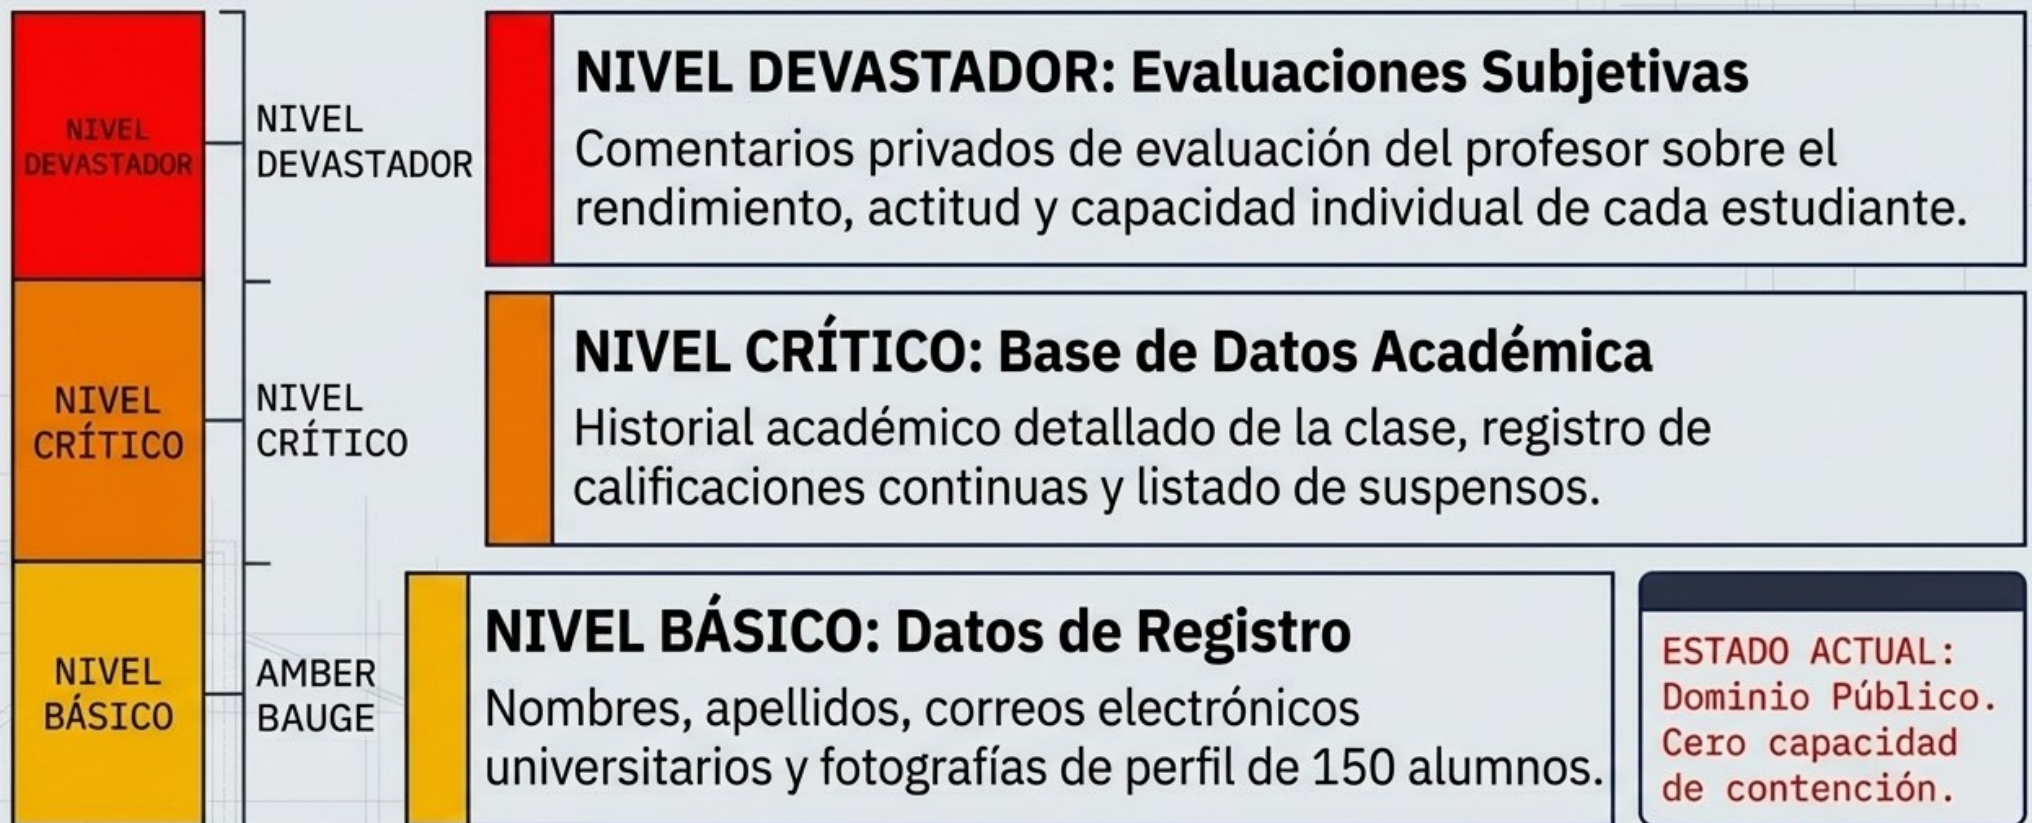 NIVEL
DEVASTADOR
NIVEL
DEVASTADOR
NIVEL DEVASTADOR: Evaluaciones Subjetivas
Comentarios privados de evaluación del profesor sobre el
rendimiento, actitud y capacidad individual de cada estudiante.
NIVEL
CRÍTICO
NIVEL
CRÍTICO
NIVEL CRÍTICO: Base de Datos Académica
Historial académico detallado de la clase, registro de
calificaciones continuas y listado de suspensos.
NIVEL
BÁSICO
AMBER
BAUGE
NIVEL BÁSICO: Datos de Registro
Nombres, apellidos, correos electrónicos
universitarios y fotografías de perfil de 150 alumnos.
ESTADO ACTUAL:
Dominio Público.
Cero capacidad
de contención.